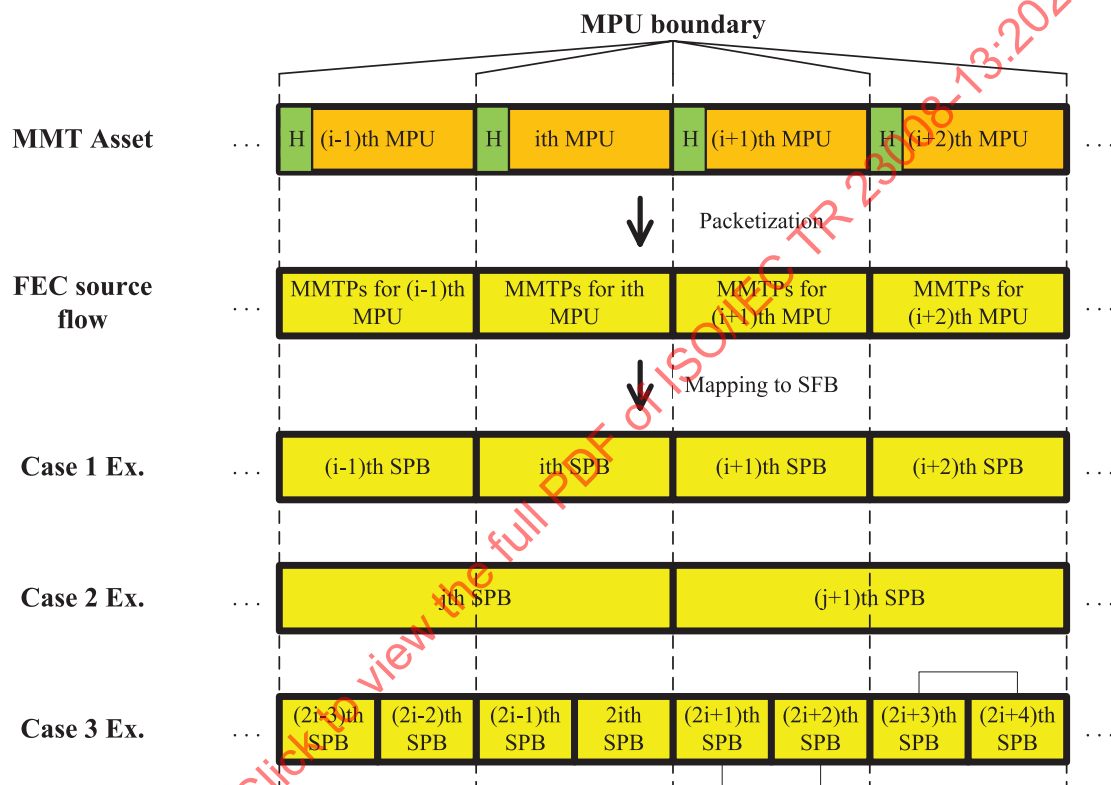 MPU boundary
MMT Asset ... H (i-1)th MPU H ith MPU H (i+1)th MPU H (i+2)th MPU ...
Packetization
FEC source flow ... MMTPs for (i-1)th MPU MMTPs for ith MPU MMTPs for (i+1)th MPU MMTPs for (i+2)th MPU ...
Mapping to SFB
Case 1 Ex. ... (i-1)th SPB ith SPB (i+1)th SPB (i+2)th SPB ...
Case 2 Ex. ... jth SPB (j+1)th SPB ...
Case 3 Ex. ... (2i-3)th SPB (2i-2)th SPB (2i-1)th SPB 2ith SPB (2i+1)th SPB (2i+2)th SPB (2i+3)th SPB (2i+4)th SPB ...
Click to view the full PDF of ISO/IEC TR 23008-13:202